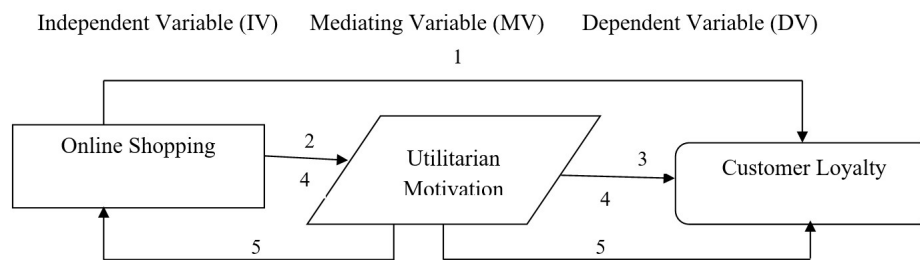 Independent Variable (IV) Mediating Variable (MV) Dependent Variable (DV)
1
Online Shopping
2
4
Utilitarian
Motivation
3
4
Customer Loyalty
5
5